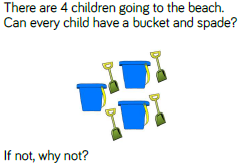 There are 4 children going to the beach.
Can every child have a bucket and spade?
If not, why not?